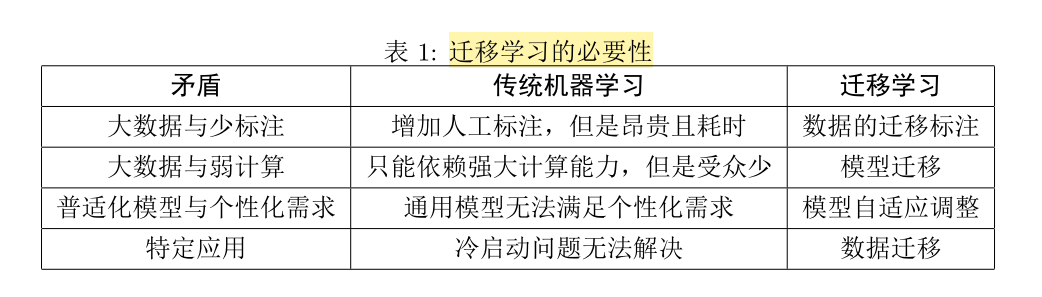 表 1: 迁移学习的必要性
矛盾 传统机器学习 迁移学习
大数据与少标注 增加人工标注，但是昂贵且耗时 数据的迁移标注
大数据与弱计算 只能依赖强大计算能力，但是受众少 模型迁移
普适化模型与个性化需求 通用模型无法满足个性化需求 模型自适应调整
特定应用 冷启动问题无法解决 数据迁移